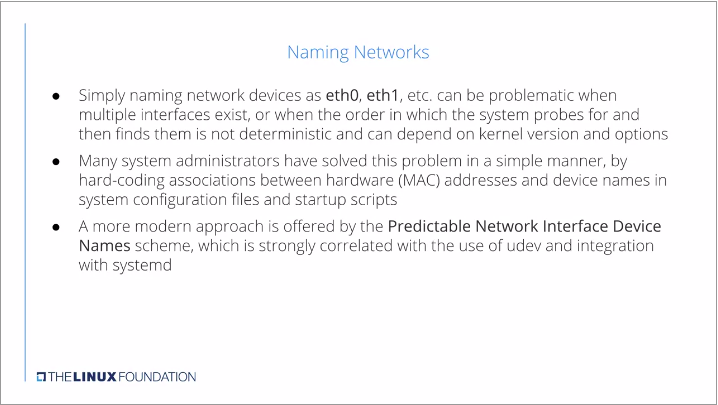 Naming Networks
● Simply naming network devices as eth0, eth1, etc. can be problematic when
multiple interfaces exist, or when the order in which the system probes for and
then finds them is not deterministic and can depend on kernel version and options
● Many system administrators have solved this problem in a simple manner, by
hard-coding associations between hardware (MAC) addresses and device names in
system configuration files and startup scripts
● A more modern approach is offered by the Predictable Network Interface Device
Names scheme, which is strongly correlated with the use of udev and integration
with systemd
THE LINUX FOUNDATION